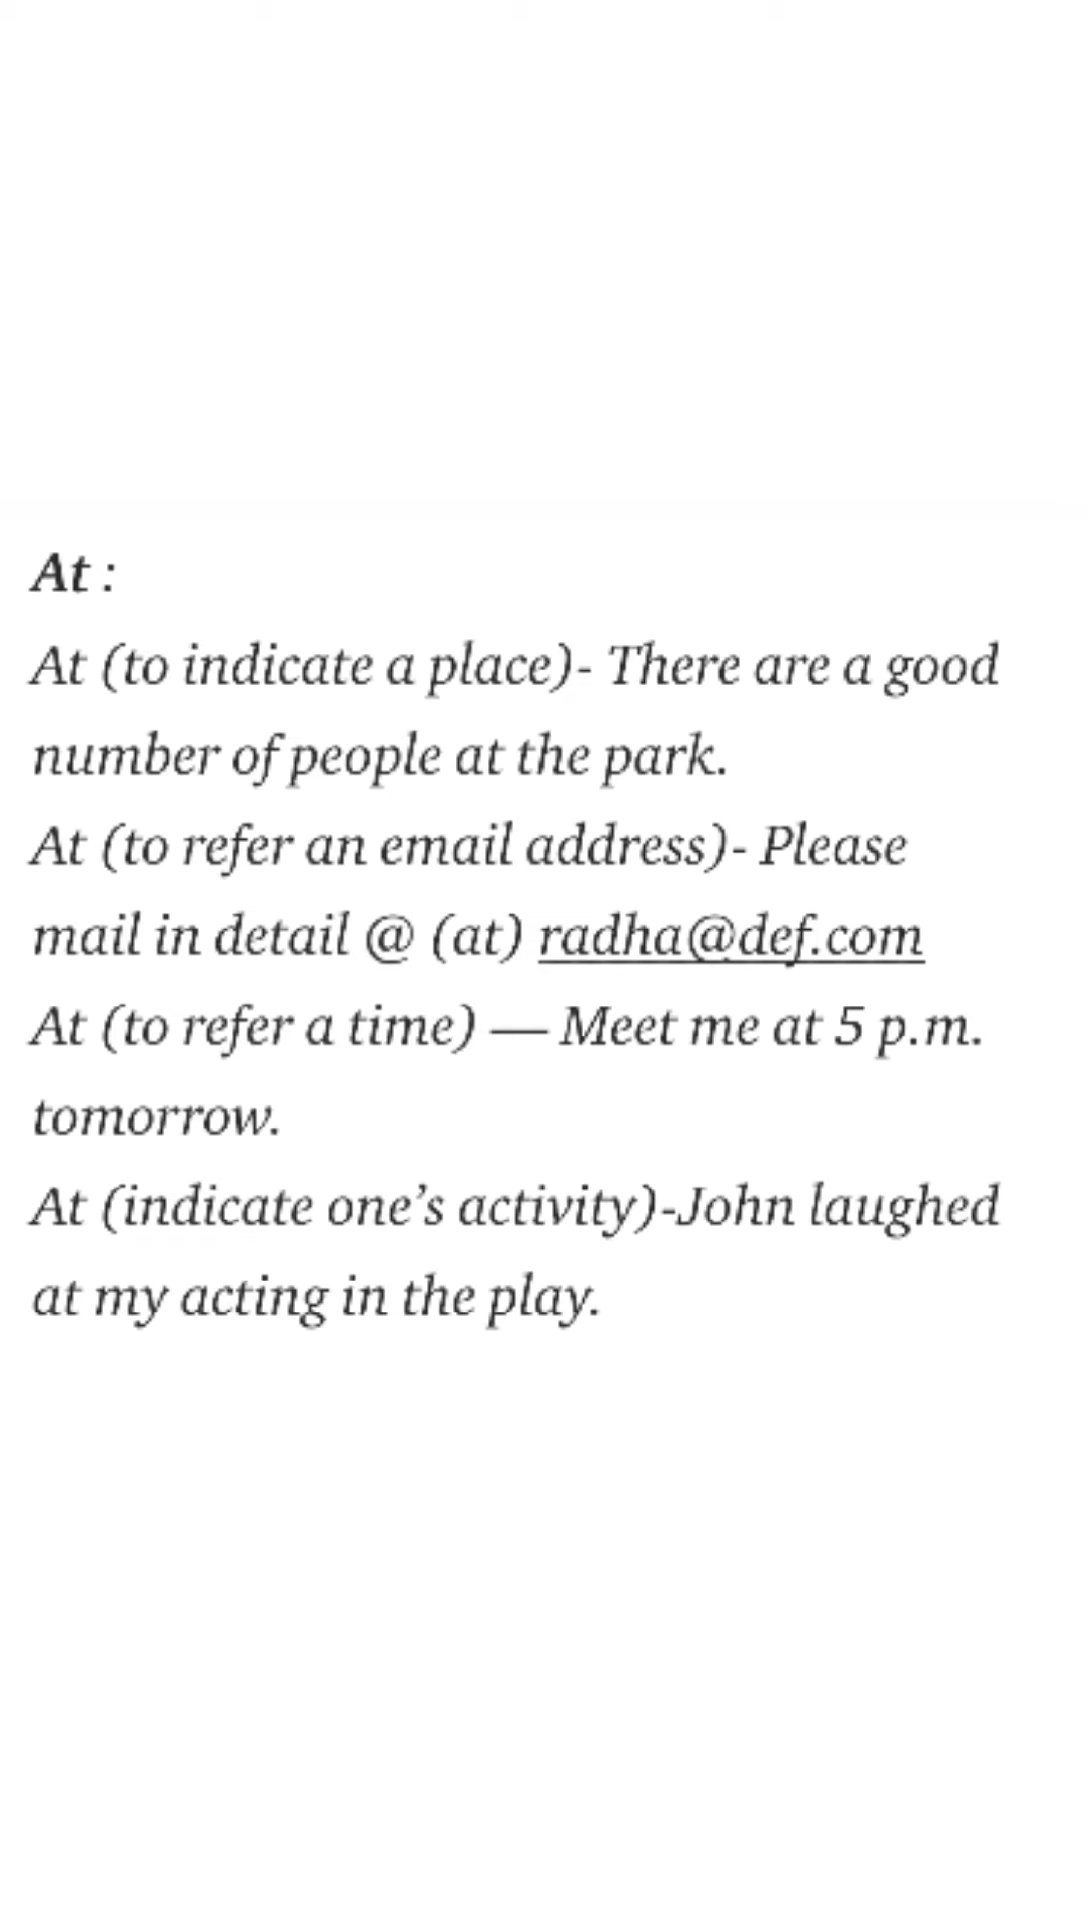 At :
At (to indicate a place)- There are a good
number of people at the park.
At (to refer an email address)- Please
mail in detail @ (at) radha@def.com
At (to refer a time) — Meet me at 5 p.m.
tomorrow.
At (indicate one’s activity)-John laughed
at my acting in the play.